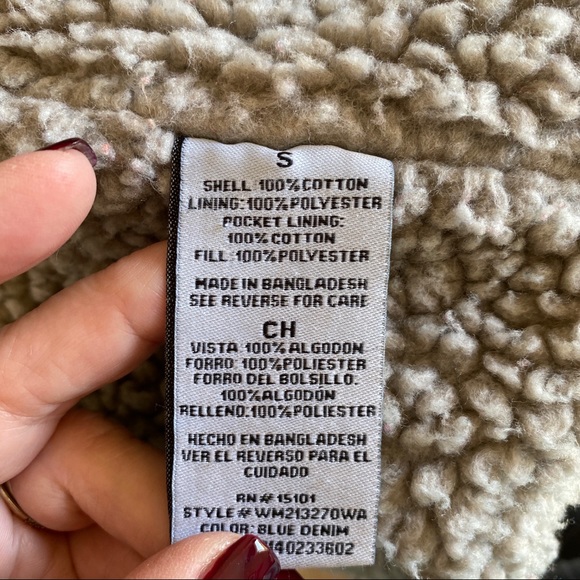 S
SHELL: 100% COTTON
LINING: 100% POLYESTER
POCKET LINING:
100% COTTON
FILL: 100% POLYESTER
MADE IN BANGLADESH
SEE REVERSE FOR CARE
CH
VISTA: 100% ALGODON
FORRO: 100% POLIESTER
FORRO DEL BOLSILLO:
100% ALGODON
RELLENO: 100% POLIESTER
HECHO EN BANGLADESH
VER EL REVERSO PARA EL
CUIDADO
RN# 15101
STYLE# WM213270WA
COLOR: BLUE DENIM
40233602